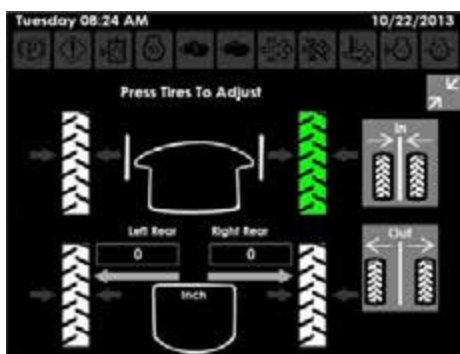 Tuesday 08:24 AM 10/22/2013
Press Tires To Adjust
In
Left Rear Right Rear
0 0
Out
Inch